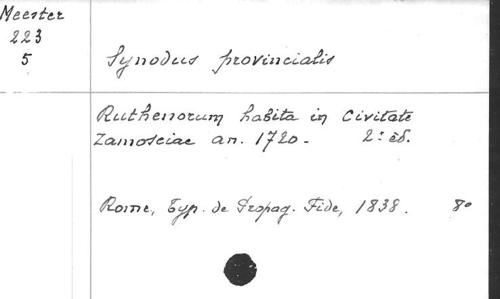 Meester
223
5
Synodus provincialis
Ruthenorum habita in Civitate
Zamosciae an. 1720. 2: éd.
Rome, Typ. de Propag. Fide, 1838. 8º